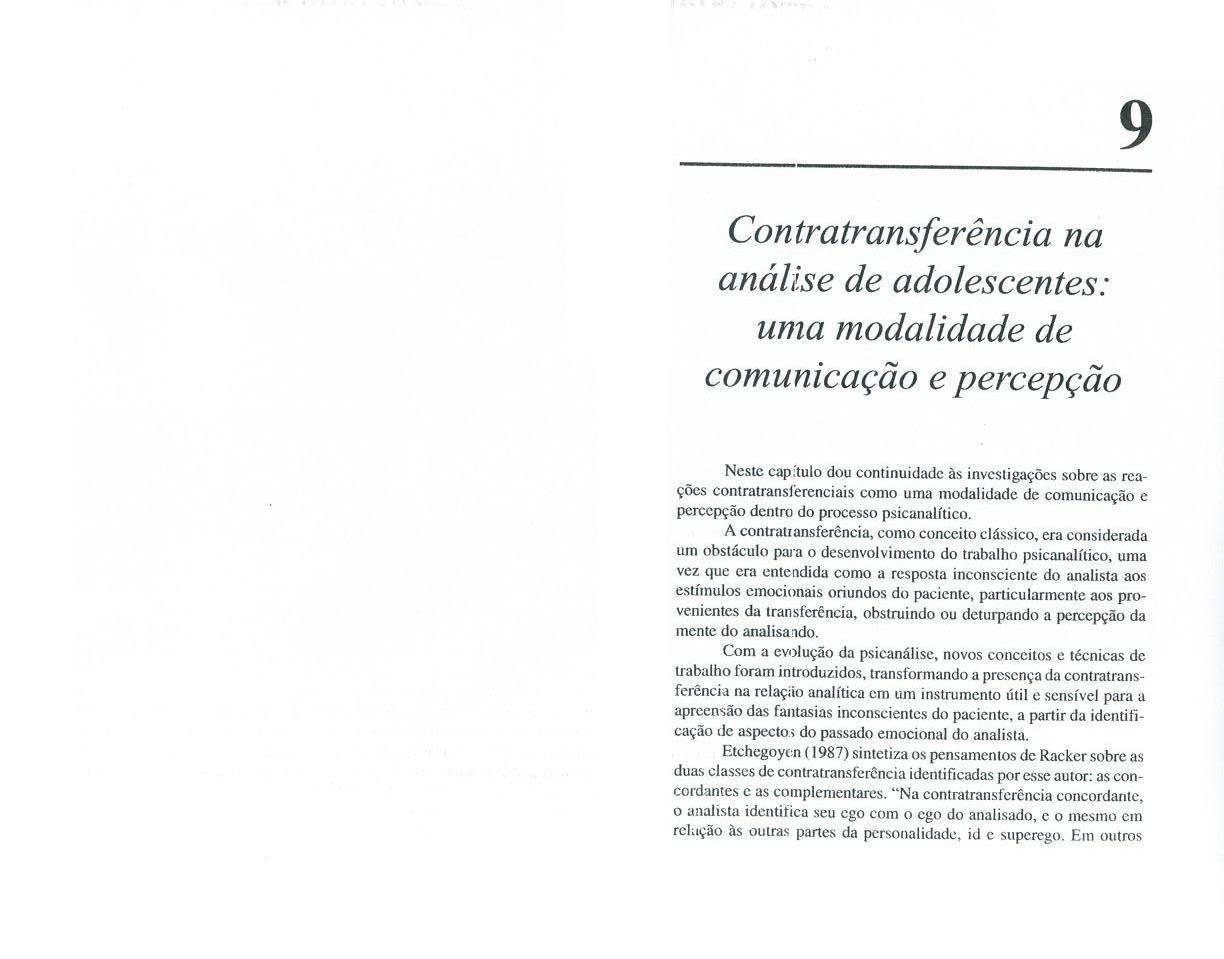 9
Contratransferência na
análise de adolescentes:
uma modalidade de
comunicação e percepção
Neste capítulo dou continuidade às investigações sobre as rea-
ções contratransferenciais como uma modalidade de comunicação e
percepção dentro do processo psicanalítico.
A contratransferência, como conceito clássico, era considerada
um obstáculo para o desenvolvimento do trabalho psicanalítico, uma
vez que era entendida como a resposta inconsciente do analista aos
estímulos emocionais oriundos do paciente, particularmente aos pro-
venientes da transferência, obstruindo ou deturpando a percepção da
mente do analisando.
Com a evolução da psicanálise, novos conceitos e técnicas de
trabalho foram introduzidos, transformando a presença da contratrans-
ferência na relação analítica em um instrumento útil e sensível para a
apreensão das fantasias inconscientes do paciente, a partir da identifi-
cação de aspectos do passado emocional do analista.
Etchegoyen (1987) sintetiza os pensamentos de Racker sobre as
duas classes de contratransferência identificadas por esse autor: as con-
cordantes e as complementares. “Na contratransferência concordante,
o analista identifica seu ego com o ego do analisado, e o mesmo em
relação às outras partes da personalidade, id e superego. Em outros